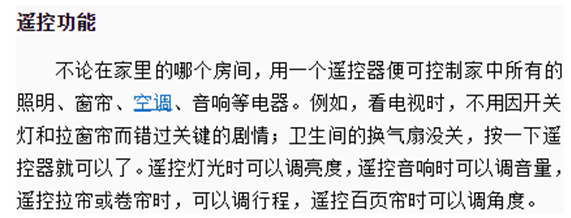 遥控功能
不论在家里的哪个房间，用一个遥控器便可控制家中所有的
照明、窗帘、空调、音响等电器。例如，看电视时，不用因开关
灯和拉窗帘而错过关键的剧情；卫生间的换气扇没关，按一下遥
控器就可以了。遥控灯光时可以调亮度，遥控音响时可以调音量，
遥控拉帘或卷帘时，可以调行程，遥控百页帘时可以调角度。